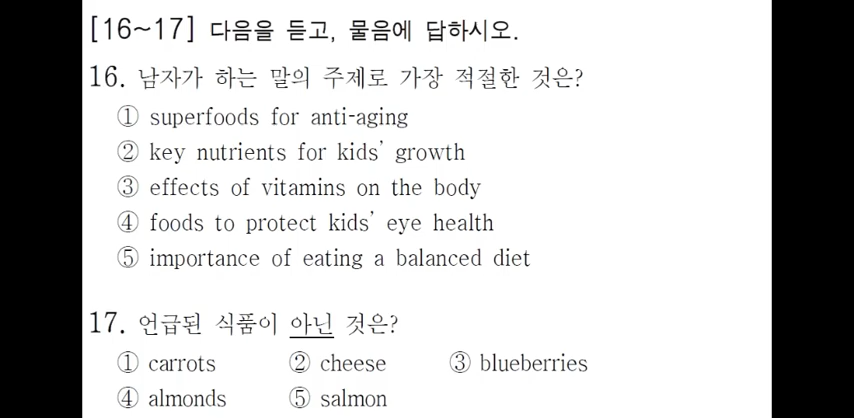 [16~17] 다음을 듣고, 물음에 답하시오.
16. 남자가 하는 말의 주제로 가장 적절한 것은?
① superfoods for anti-aging
② key nutrients for kids' growth
③ effects of vitamins on the body
④ foods to protect kids' eye health
⑤ importance of eating a balanced diet
17. 언급된 식품이 아닌 것은?
① carrots ② cheese ③ blueberries
④ almonds ⑤ salmon